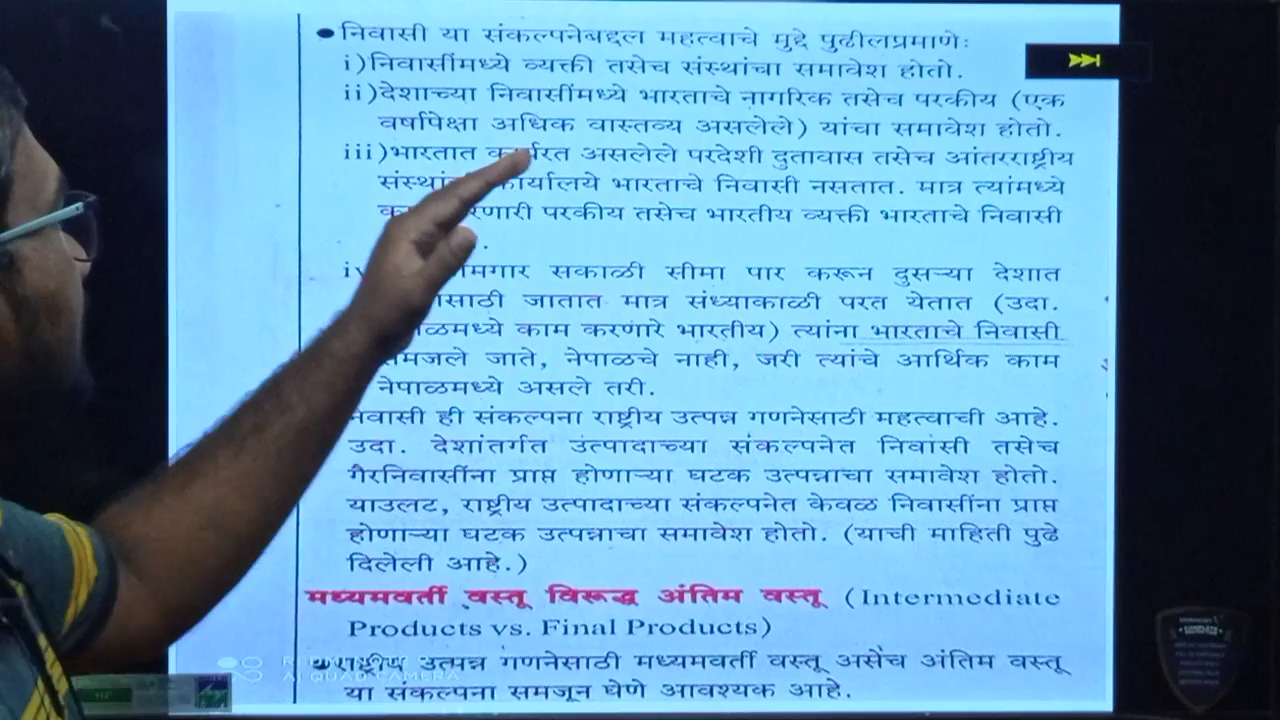 ● निवासी या संकल्पनेबद्दल महत्वाचे मुद्दे पुढीलप्रमाणे:
i) निवासींमध्ये व्यक्ती तसेच संस्थांचा समावेश होतो.
ii) देशाच्या निवासींमध्ये भारताचे नागरिक तसेच परकीय (एक
वर्षापेक्षा अधिक वास्तव्य असलेले) यांचा समावेश होतो.
iii) भारतात असलेले परदेशी दुतावास तसेच आंतरराष्ट्रीय
कार्यालये भारताचे निवासी नसतात. मात्र त्यांमध्ये
परकीय तसेच भारतीय व्यक्ती भारताचे निवासी
सकाळी सीमा पार करून दुसऱ्या देशात
जातात मात्र संध्याकाळी परत येतात (उदा.
काम करणारे भारतीय) त्यांना भारताचे निवासी
समजले जाते, नेपाळचे नाही, जरी त्यांचे आर्थिक काम
नेपाळमध्ये असले तरी.
निवासी ही संकल्पना राष्ट्रीय उत्पन्न गणनेसाठी महत्वाची आहे.
उदा. देशांतर्गत उत्पादाच्या संकल्पनेत निवासी तसेच
गैरनिवासींना प्राप्त होणाऱ्या घटक उत्पन्नाचा समावेश होतो.
याउलट, राष्ट्रीय उत्पादाच्या संकल्पनेत केवळ निवासींना प्राप्त
होणाऱ्या घटक उत्पन्नाचा समावेश होतो. (याची माहिती पुढे
दिलेली आहे.)
मध्यमवर्ती वस्तू विरूद्ध अंतिम वस्तू (Intermediate
Products vs. Final Products)
राष्ट्रीय उत्पन्न गणनेसाठी मध्यमवर्ती वस्तू असेच अंतिम वस्तू
या संकल्पना समजून घेणे आवश्यक आहे.
AI QUAD CAMERA